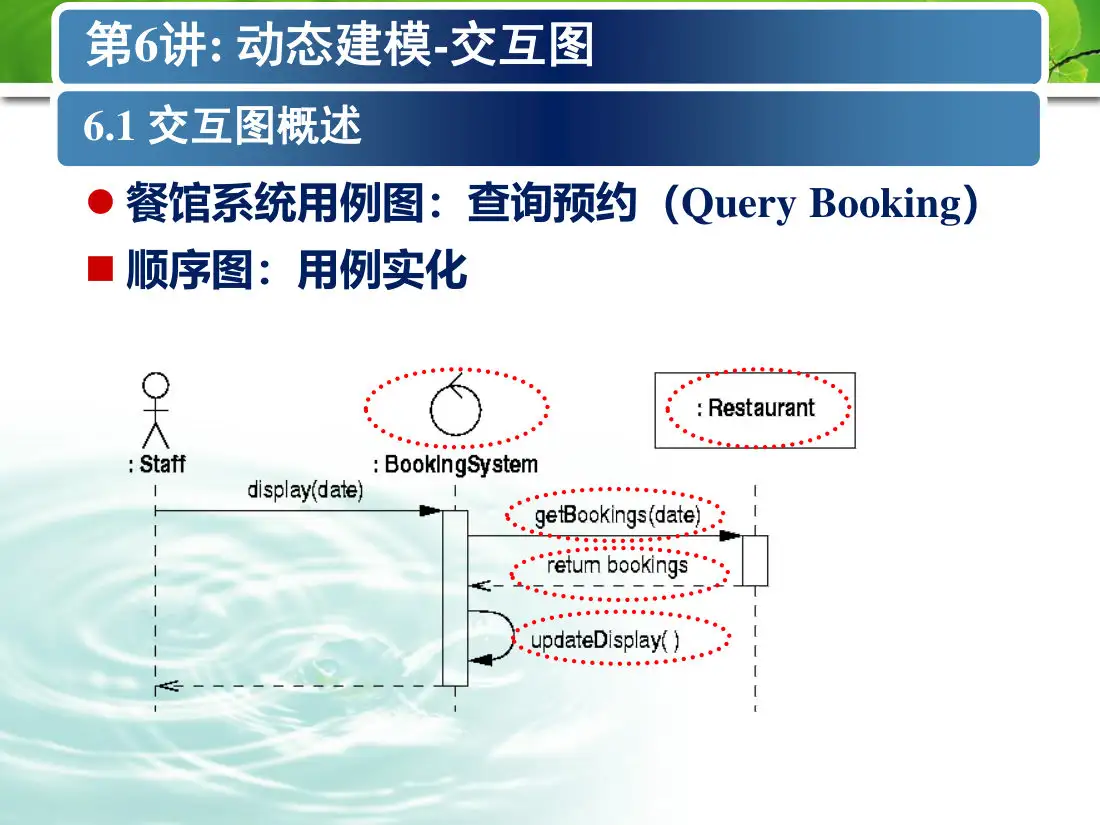 第6讲: 动态建模-交互图
6.1 交互图概述
餐馆系统用例图：查询预约（Query Booking）
顺序图：用例实化
: Staff
: BookingSystem
: Restaurant
display(date)
getBookings(date)
return bookings
updateDisplay( )